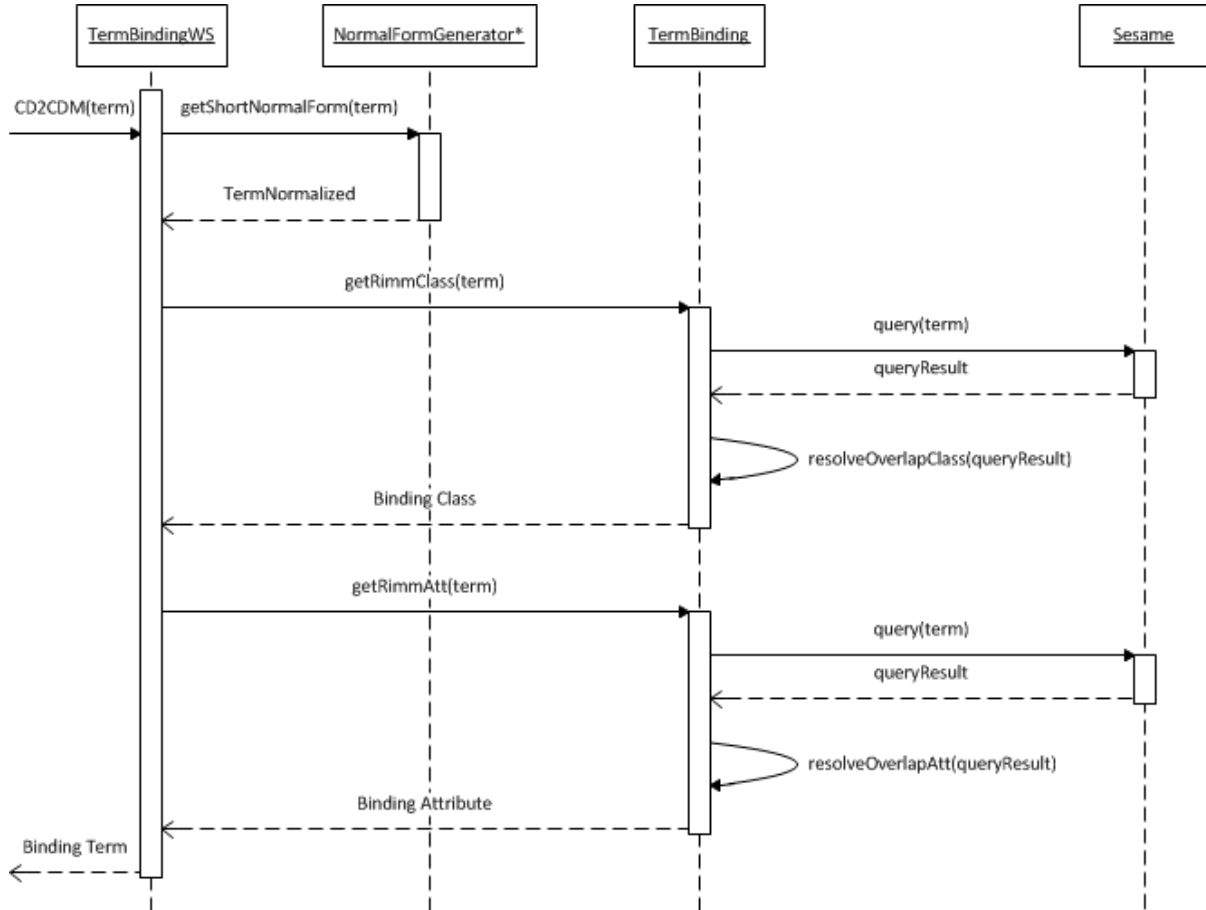 TermBindingWS
NormalFormGenerator*
TermBinding
Sesame
CD2CDM(term)
getShortNormalForm(term)
TermNormalized
getRimmClass(term)
query(term)
queryResult
resolveOverlapClass(queryResult)
Binding Class
getRimmAtt(term)
query(term)
queryResult
resolveOverlapAtt(queryResult)
Binding Attribute
Binding Term